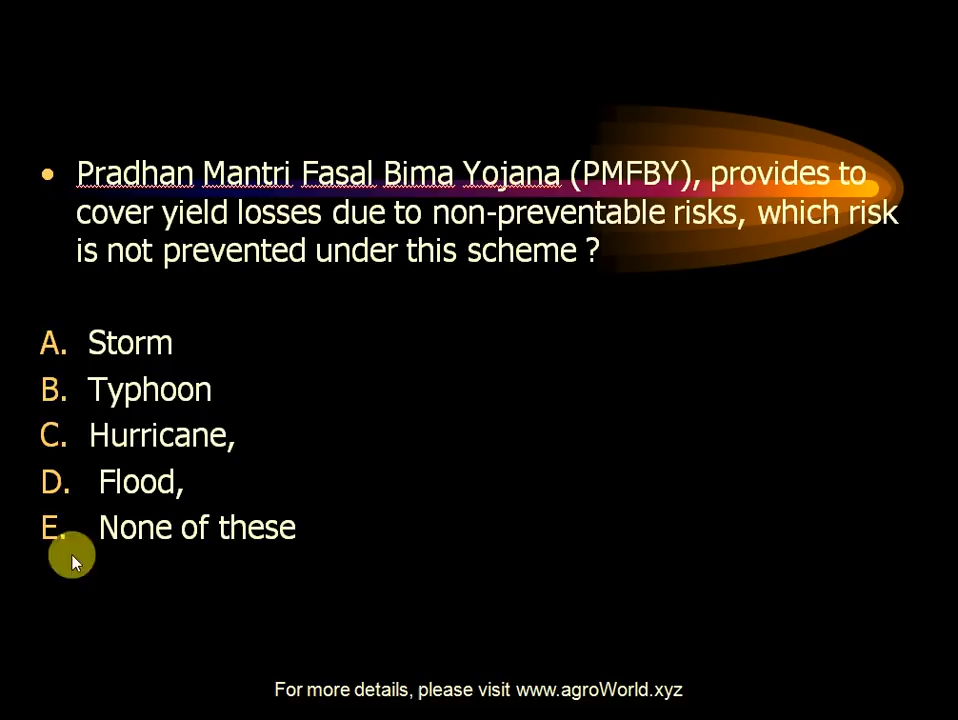 • Pradhan Mantri Fasal Bima Yojana (PMFBY), provides to
cover yield losses due to non-preventable risks, which risk
is not prevented under this scheme ?
A. Storm
B. Typhoon
C. Hurricane,
D. Flood,
E. None of these
For more details, please visit www.agroWorld.xyz